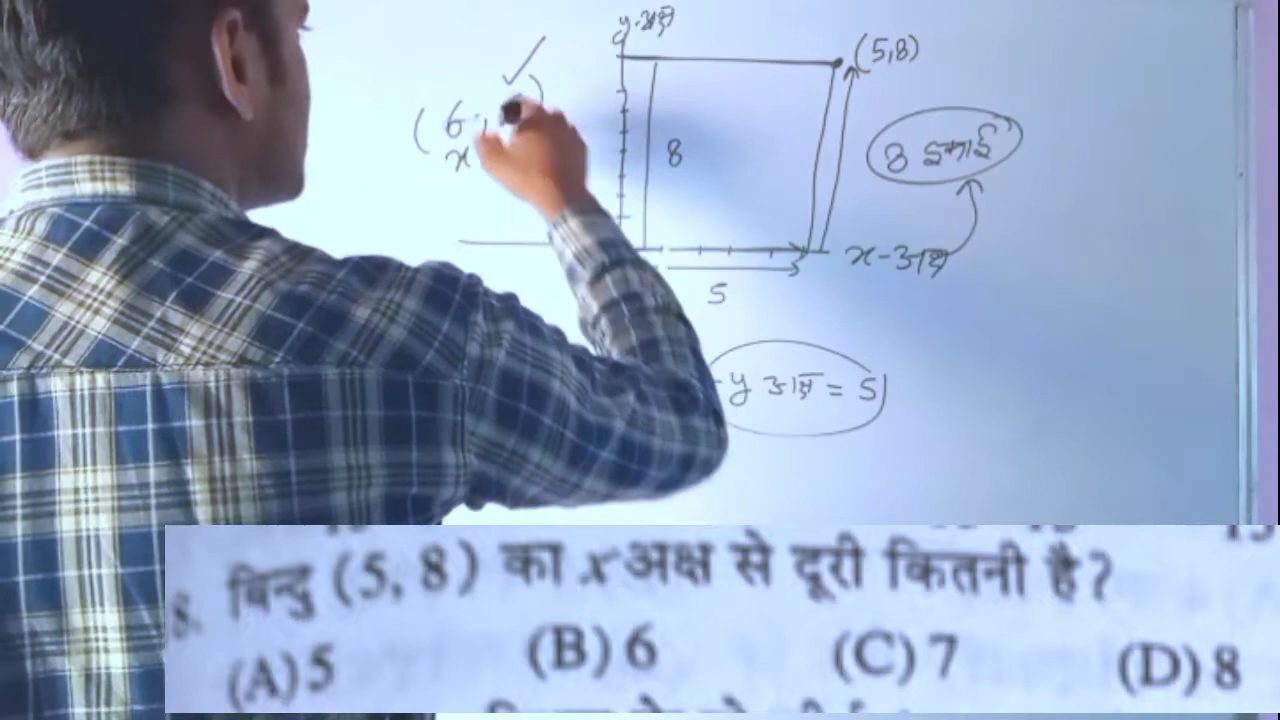 y-अक्ष
(5,8)
(6,
x
8
8 इकाई
x-अक्ष
5
y अक्ष = 5
8. बिन्दु (5, 8) का x अक्ष से दूरी कितनी है?
(A) 5 (B) 6 (C) 7 (D) 8